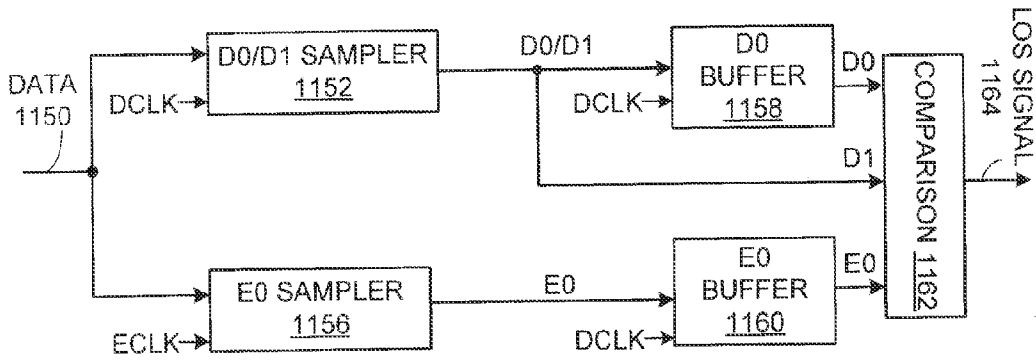 DATA
1150
D0/D1 SAMPLER
1152
DCLK
D0/D1
D0
BUFFER
1158
DCLK
D0
D1
E0 SAMPLER
1156
ECLK
E0
E0
BUFFER
1160
DCLK
E0
COMPARISON 1162
LOS SIGNAL
1164